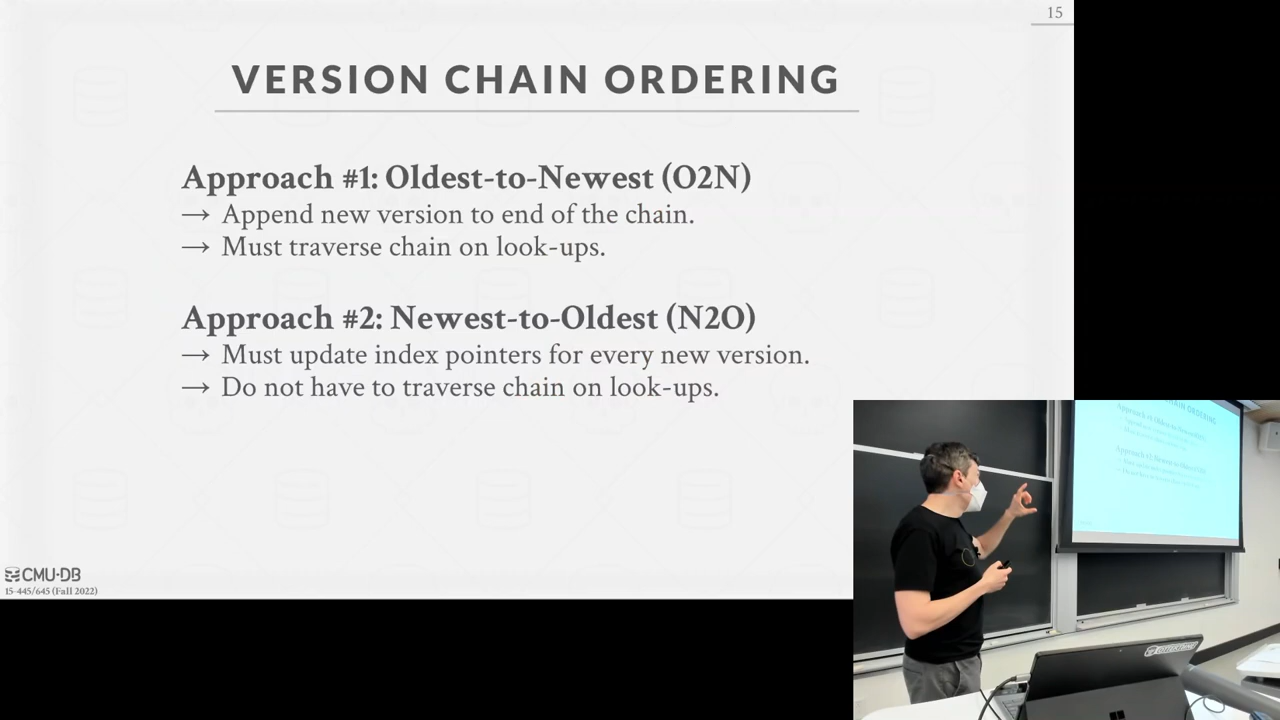 15
VERSION CHAIN ORDERING
Approach #1: Oldest-to-Newest (O2N)
→ Append new version to end of the chain.
→ Must traverse chain on look-ups.
Approach #2: Newest-to-Oldest (N2O)
→ Must update index pointers for every new version.
→ Do not have to traverse chain on look-ups.
CMU·DB
15-445/645 (Fall 2022)